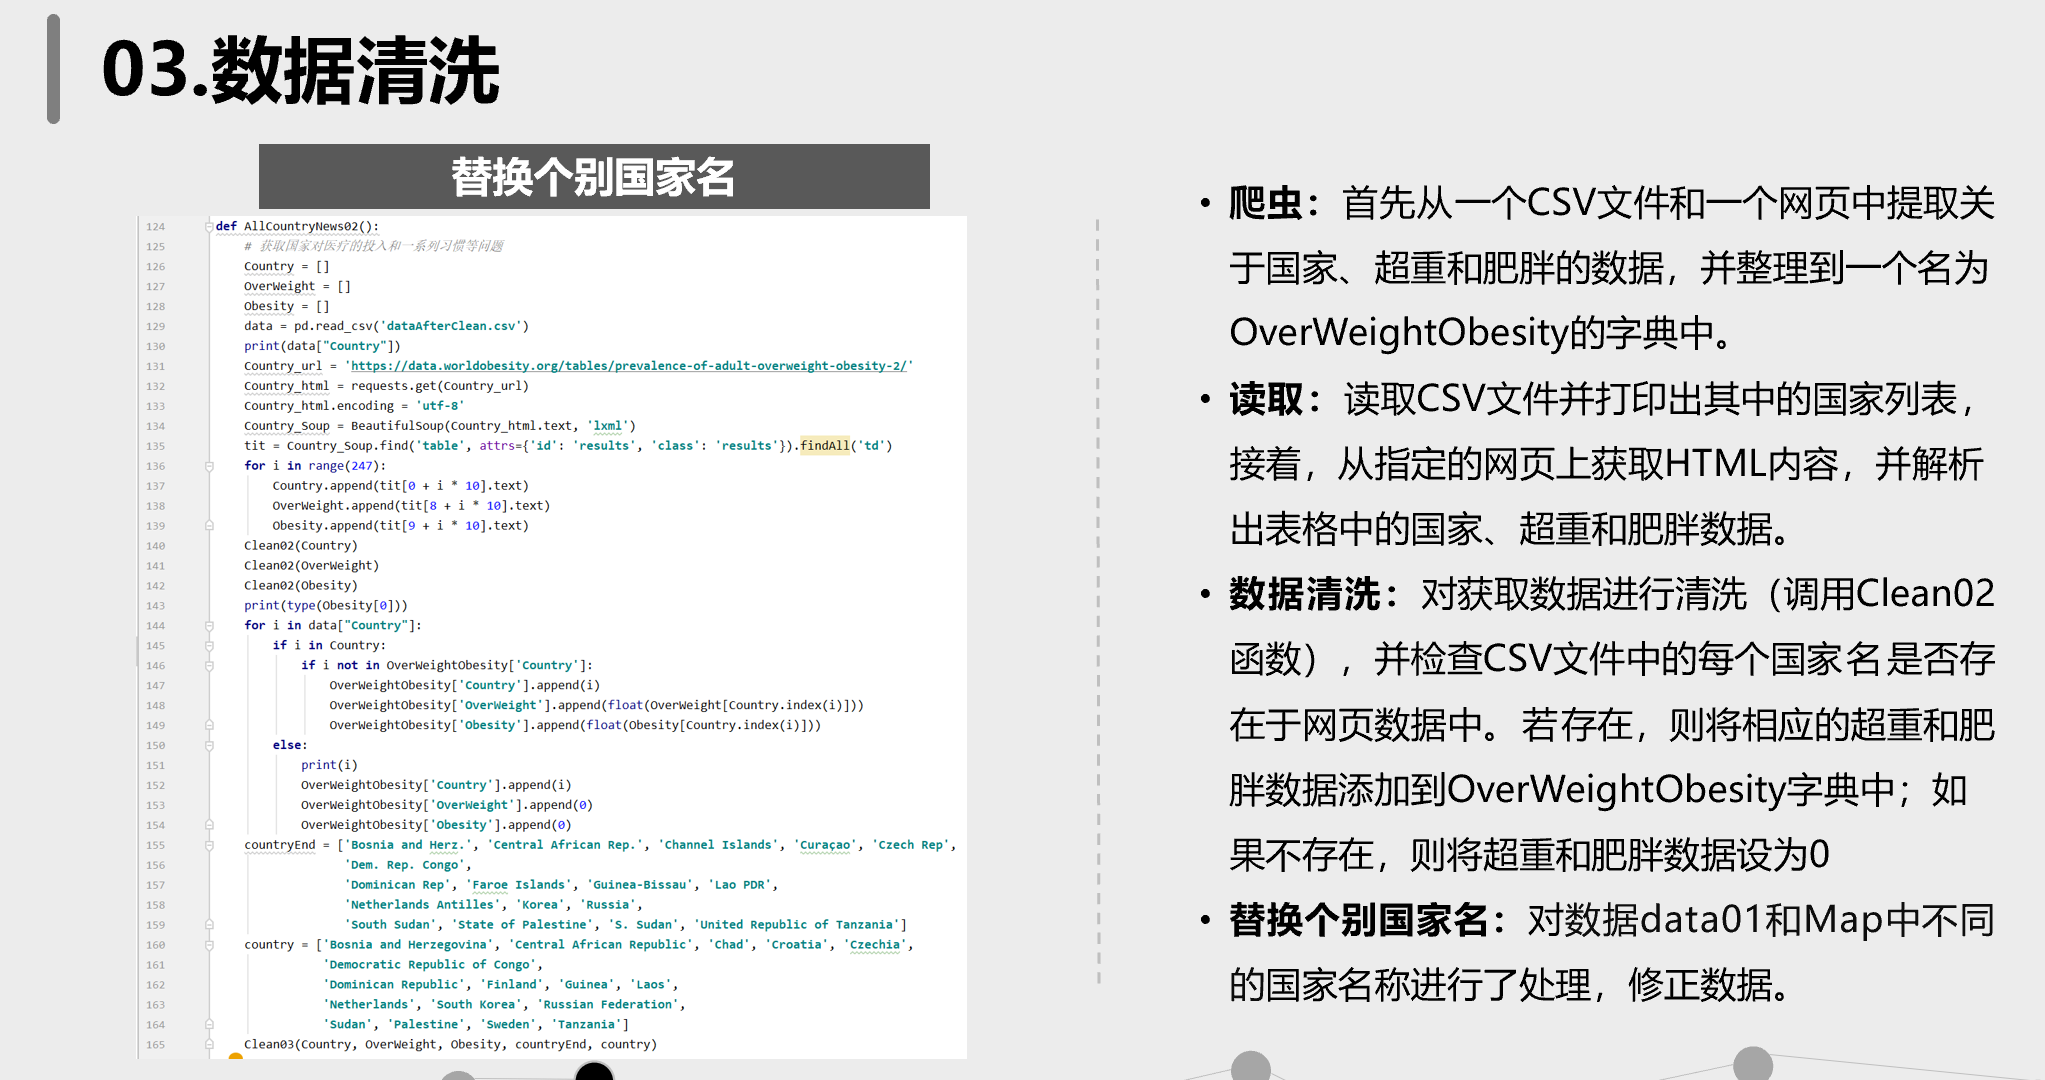 03.数据清洗
替换个别国家名
124 def AllCountryNews02():
125 # 获取国家对医疗的投入和一系列习惯等问题
126 Country = []
127 OverWeight = []
128 Obesity = []
129 data = pd.read_csv('dataAfterClean.csv')
130 print(data["Country"])
131 Country_url = 'https://data.worldobesity.org/tables/prevalence-of-adult-overweight-obesity-2/'
132 Country_html = requests.get(Country_url)
133 Country_html.encoding = 'utf-8'
134 Country_Soup = BeautifulSoup(Country_html.text, 'lxml')
135 tit = Country_Soup.find('table', attrs={'id': 'results', 'class': 'results'}).findAll('td')
136 for i in range(247):
137 Country.append(tit[0 + i * 10].text)
138 OverWeight.append(tit[8 + i * 10].text)
139 Obesity.append(tit[9 + i * 10].text)
140 Clean02(Country)
141 Clean02(OverWeight)
142 Clean02(Obesity)
143 print(type(Obesity[0]))
144 for i in data["Country"]:
145 if i in Country:
146 if i not in OverWeightObesity['Country']:
147 OverWeightObesity['Country'].append(i)
148 OverWeightObesity['OverWeight'].append(float(OverWeight[Country.index(i)]))
149 OverWeightObesity['Obesity'].append(float(Obesity[Country.index(i)]))
150 else:
151 print(i)
152 OverWeightObesity['Country'].append(i)
153 OverWeightObesity['OverWeight'].append(0)
154 OverWeightObesity['Obesity'].append(0)
155 countryEnd = ['Bosnia and Herz.', 'Central African Rep.', 'Channel Islands', 'Curaçao', 'Czech Rep',
156 'Dem. Rep. Congo',
157 'Dominican Rep', 'Faroe Islands', 'Guinea-Bissau', 'Lao PDR',
158 'Netherlands Antilles', 'Korea', 'Russia',
159 'South Sudan', 'State of Palestine', 'S. Sudan', 'United Republic of Tanzania']
160 country = ['Bosnia and Herzegovina', 'Central African Republic', 'Chad', 'Croatia', 'Czechia',
161 'Democratic Republic of Congo',
162 'Dominican Republic', 'Finland', 'Guinea', 'Laos',
163 'Netherlands', 'South Korea', 'Russian Federation',
164 'Sudan', 'Palestine', 'Sweden', 'Tanzania']
165 Clean03(Country, OverWeight, Obesity, countryEnd, country)
• 爬虫：首先从一个CSV文件和一个网页中提取关
于国家、超重和肥胖的数据，并整理到一个名为
OverWeightObesity的字典中。
• 读取：读取CSV文件并打印出其中的国家列表，
接着，从指定的网页上获取HTML内容，并解析
出表格中的国家、超重和肥胖数据。
• 数据清洗：对获取数据进行清洗（调用Clean02
函数），并检查CSV文件中的每个国家名是否存
在于网页数据中。若存在，则将相应的超重和肥
胖数据添加到OverWeightObesity字典中；如
果不存在，则将超重和肥胖数据设为0
• 替换个别国家名：对数据data01和Map中不同
的国家名称进行了处理，修正数据。